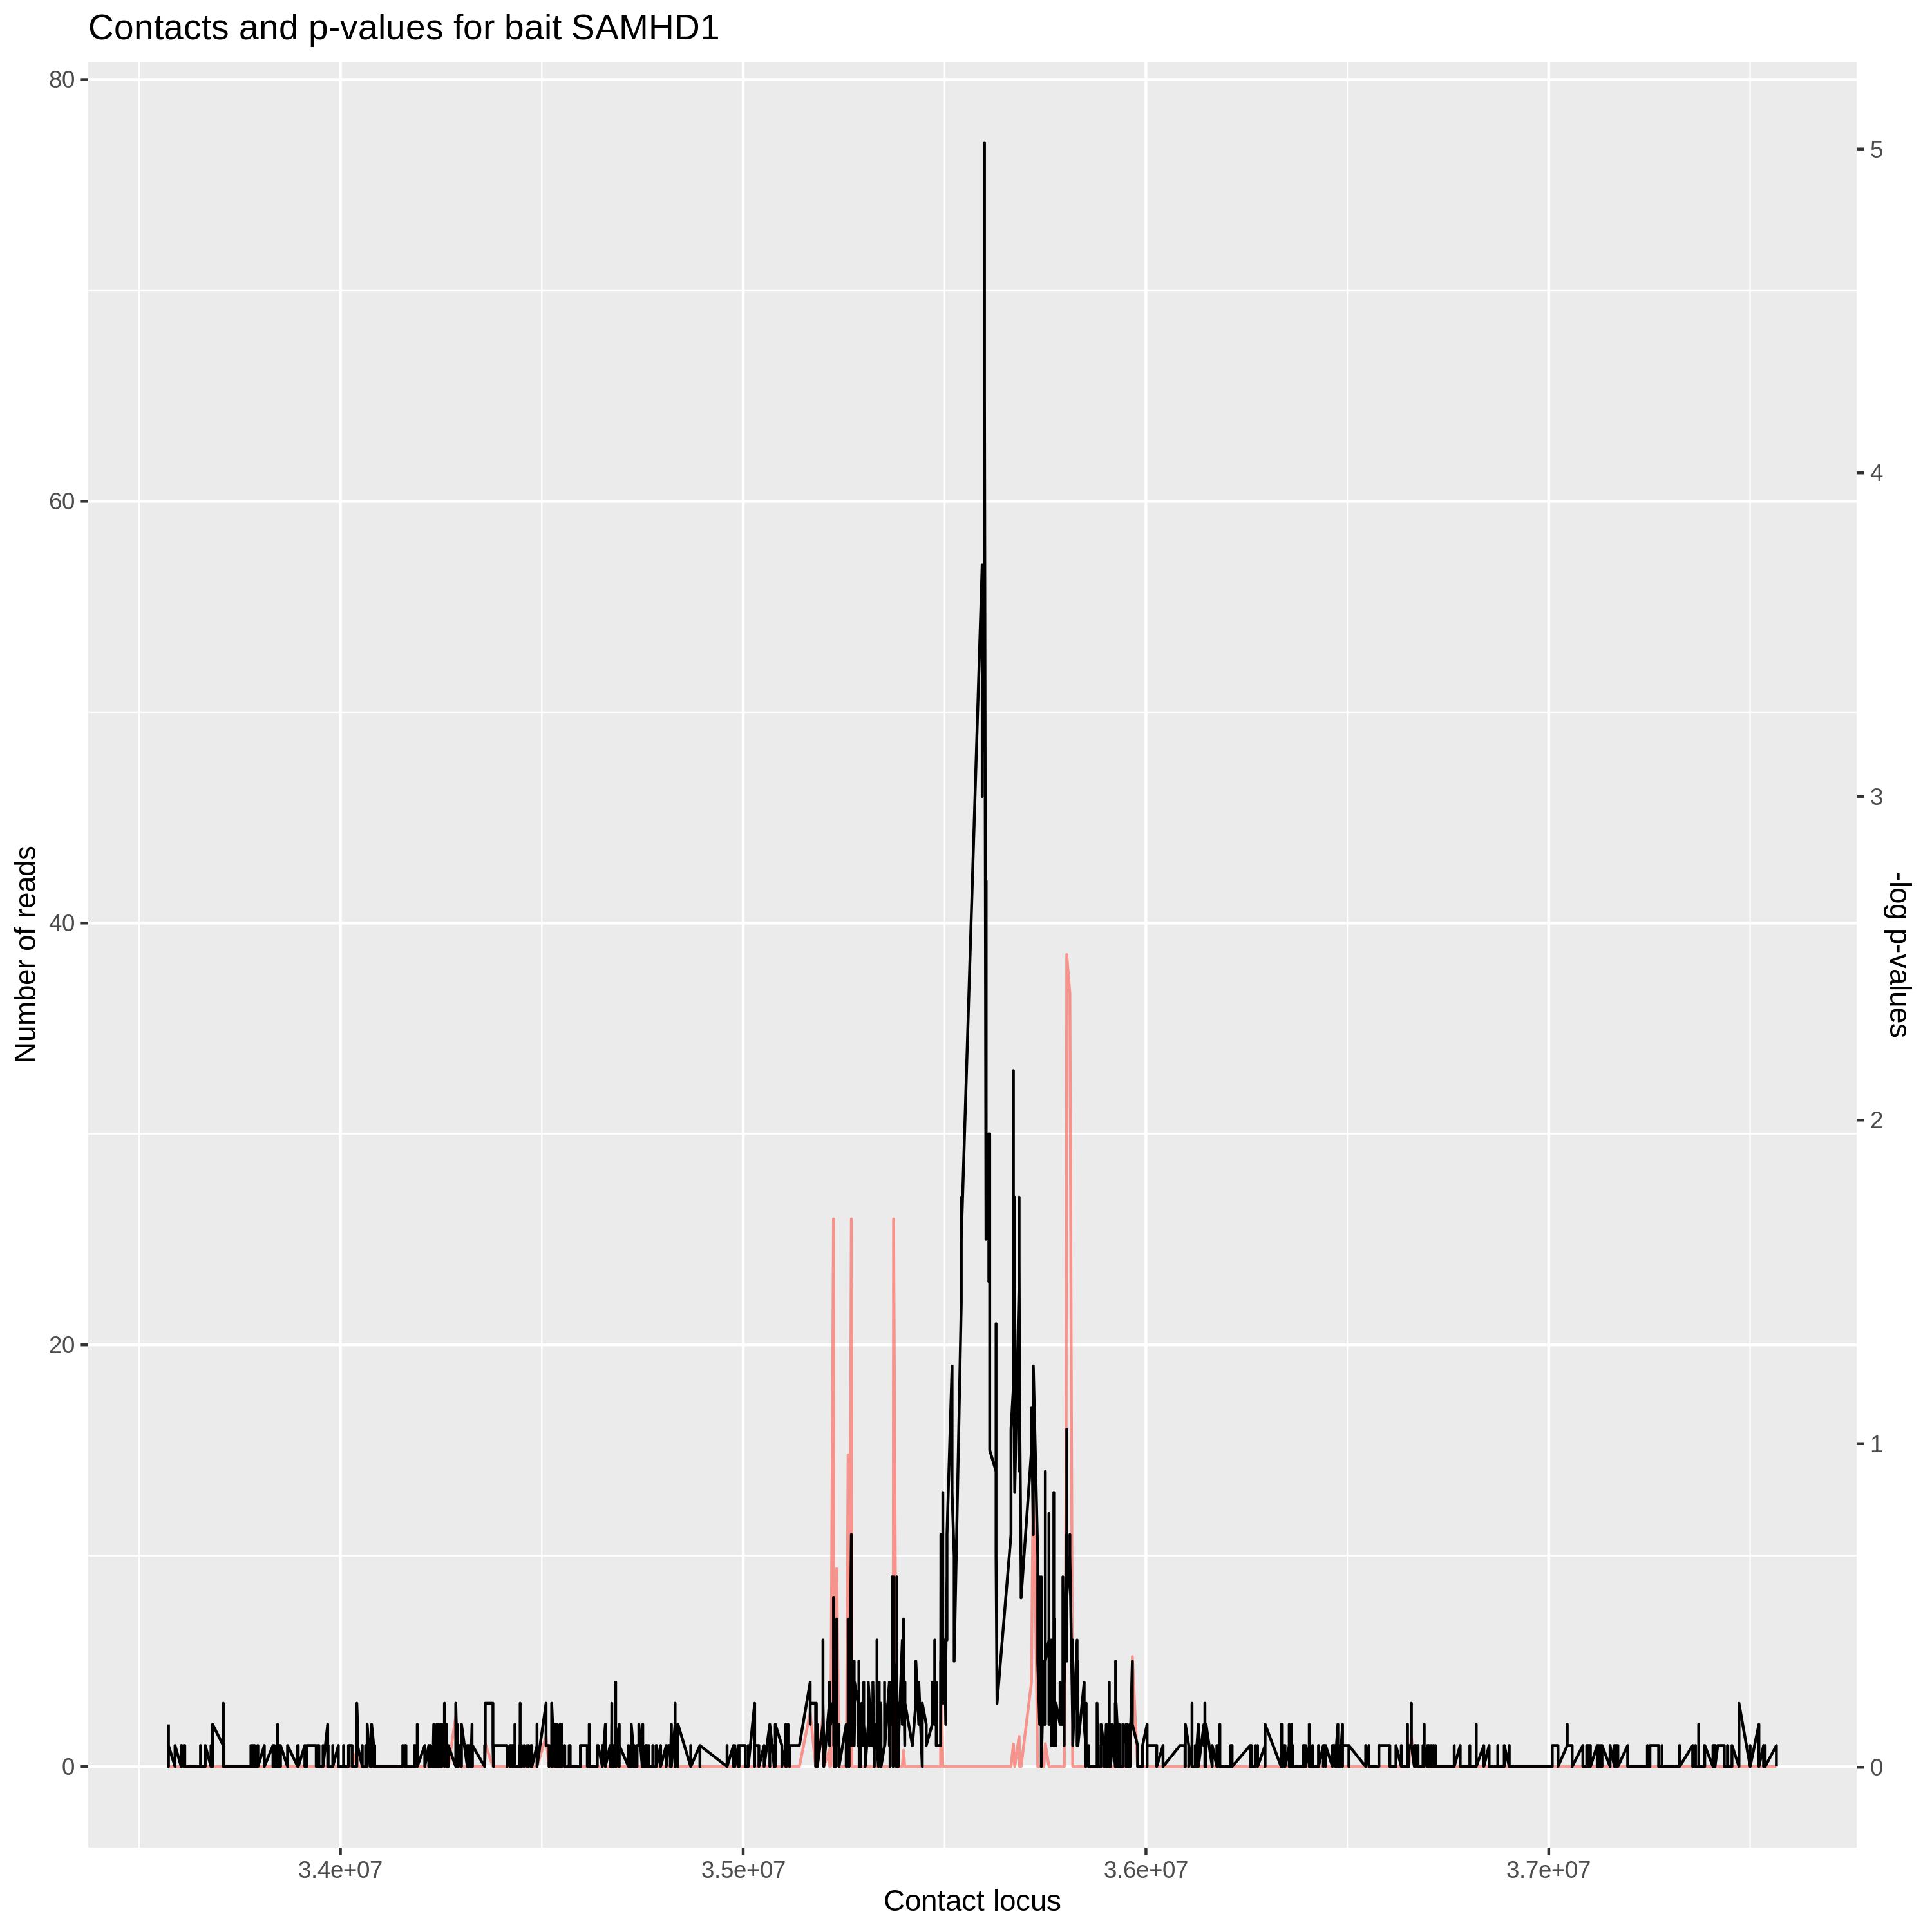 Contacts and p-values for bait SAMHD1
80
60
40
20
0
Number of reads
5
4
3
2
1
0
-log p-values
3.4e+07
3.5e+07
3.6e+07
3.7e+07
Contact locus